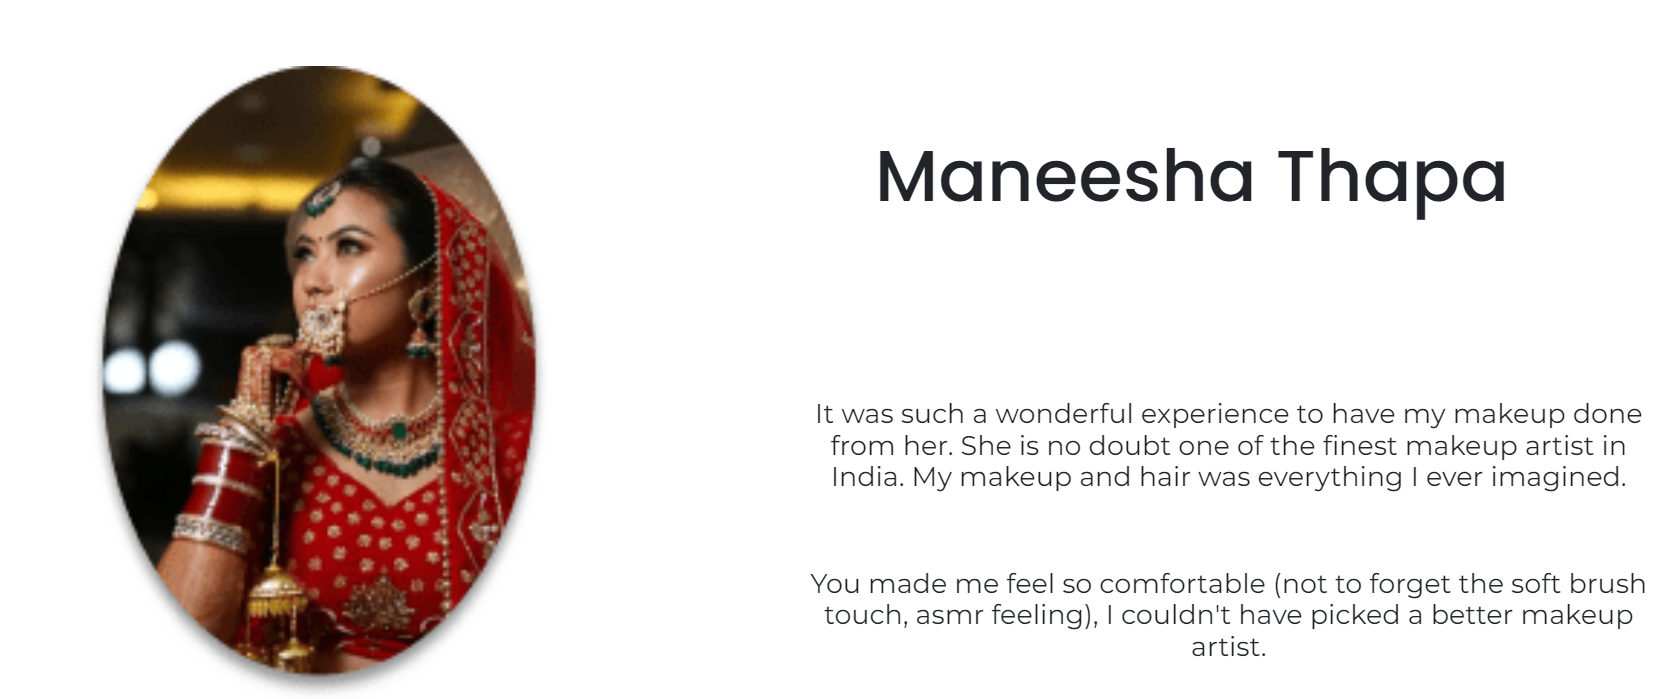 Maneesha Thapa
It was such a wonderful experience to have my makeup done
from her. She is no doubt one of the finest makeup artist in
India. My makeup and hair was everything I ever imagined.
You made me feel so comfortable (not to forget the soft brush
touch, asmr feeling), I couldn't have picked a better makeup
artist.